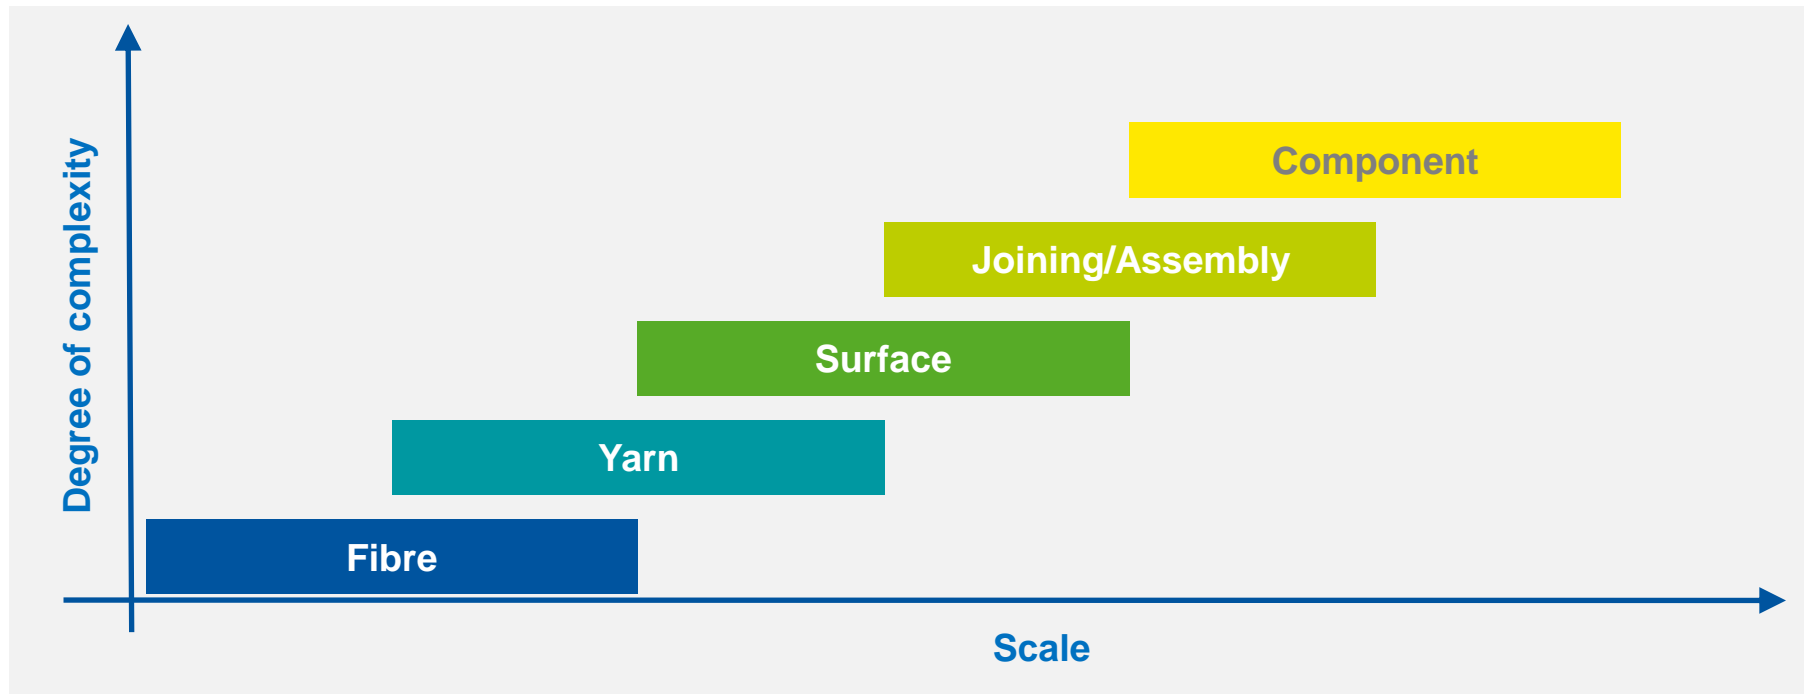 Degree of complexity
Component
Joining/Assembly
Surface
Yarn
Fibre
Scale